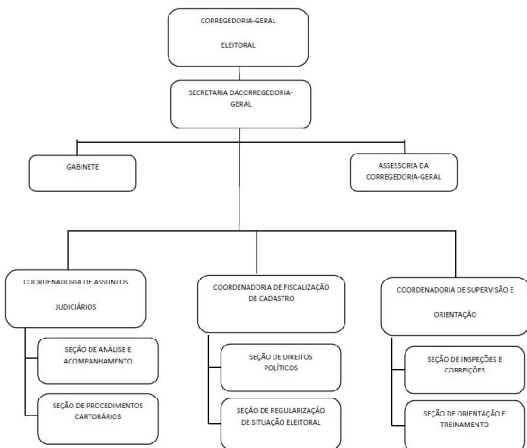 CORREGEDORIA-GERAL
ELEITORAL
SECRETARIA DACORREGEDORIA-
GERAL
GABINETE
ASSESSORIA DA
CORREGEDORIA-GERAL
COORDENADORIA DE ASSUNTOS
JUDICIÁRIOS
COORDENADORIA DE FISCALIZAÇÃO
DE CADASTRO
COORDENADORIA DE SUPERVISÃO E
ORIENTAÇÃO
SEÇÃO DE ANÁLISE E
ACOMPANHAMENTO
SEÇÃO DE PROCEDIMENTOS
CARTORÁRIOS
SEÇÃO DE DIREITOS
POLÍTICOS
SEÇÃO DE REGULARIZAÇÃO
DE SITUAÇÃO ELEITORAL
SEÇÃO DE INSPEÇÕES E
CORREIÇÕES
SEÇÃO DE ORIENTAÇÃO E
TREINAMENTO